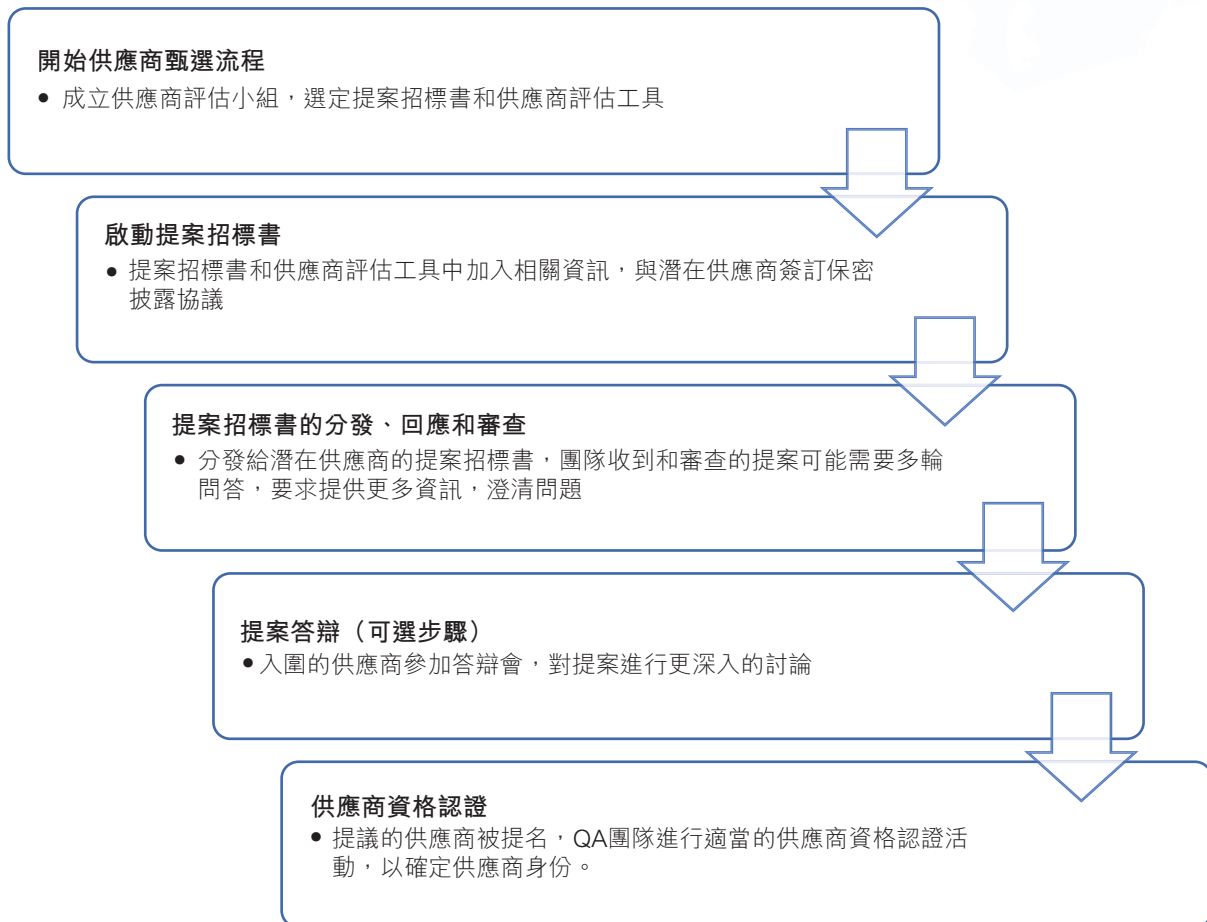 開始供應商甄選流程
● 成立供應商評估小組，選定提案招標書和供應商評估工具
啟動提案招標書
● 提案招標書和供應商評估工具中加入相關資訊，與潛在供應商簽訂保密
披露協議
提案招標書的分發、回應和審查
● 分發給潛在供應商的提案招標書，團隊收到和審查的提案可能需要多輪
問答，要求提供更多資訊，澄清問題
提案答辯（可選步驟）
● 入圍的供應商參加答辯會，對提案進行更深入的討論
供應商資格認證
● 提議的供應商被提名，QA團隊進行適當的供應商資格認證活
動，以確定供應商身份。